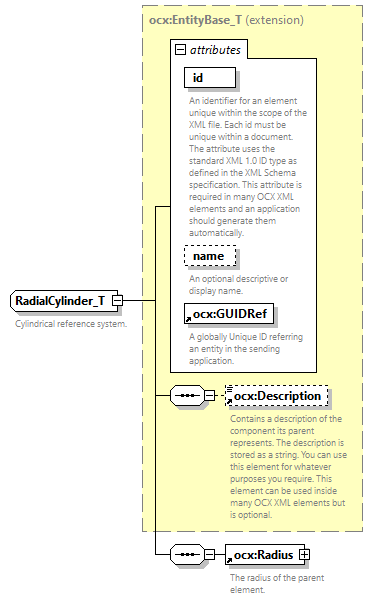 ocx:EntityBase_T (extension)
attributes
id
An identifier for an element
unique within the scope of the
XML file. Each id must be
unique within a document.
The attribute uses the
standard XML 1.0 ID type as
defined in the XML Schema
specification. This attribute is
required in many OCX XML
elements and an application
should generate them
automatically.
name
An optional descriptive or
display name.
ocx:GUIDRef
A globally Unique ID referring
an entity in the sending
application.
RadialCylinder_T
Cylindrical reference system.
ocx:Description
Contains a description of the
component its parent
represents. The description is
stored as a string. You can use
this element for whatever
purposes you require. This
element can be used inside
many OCX XML elements but
is optional.
ocx:Radius
The radius of the parent
element.